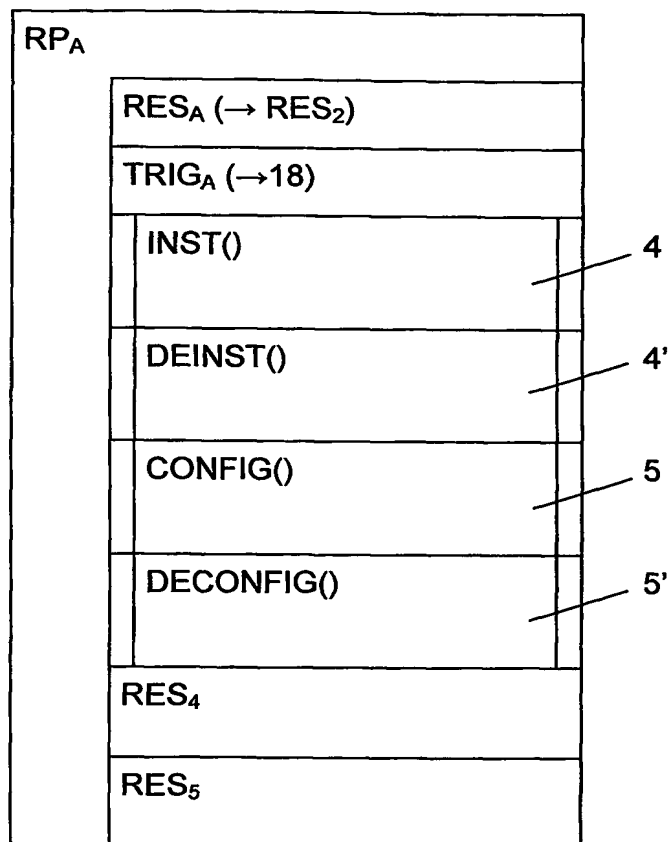 RPA
RESA (→ RES2)
TRIGA (→18)
INST()
4
DEINST()
4'
CONFIG()
5
DECONFIG()
5'
RES4
RES5